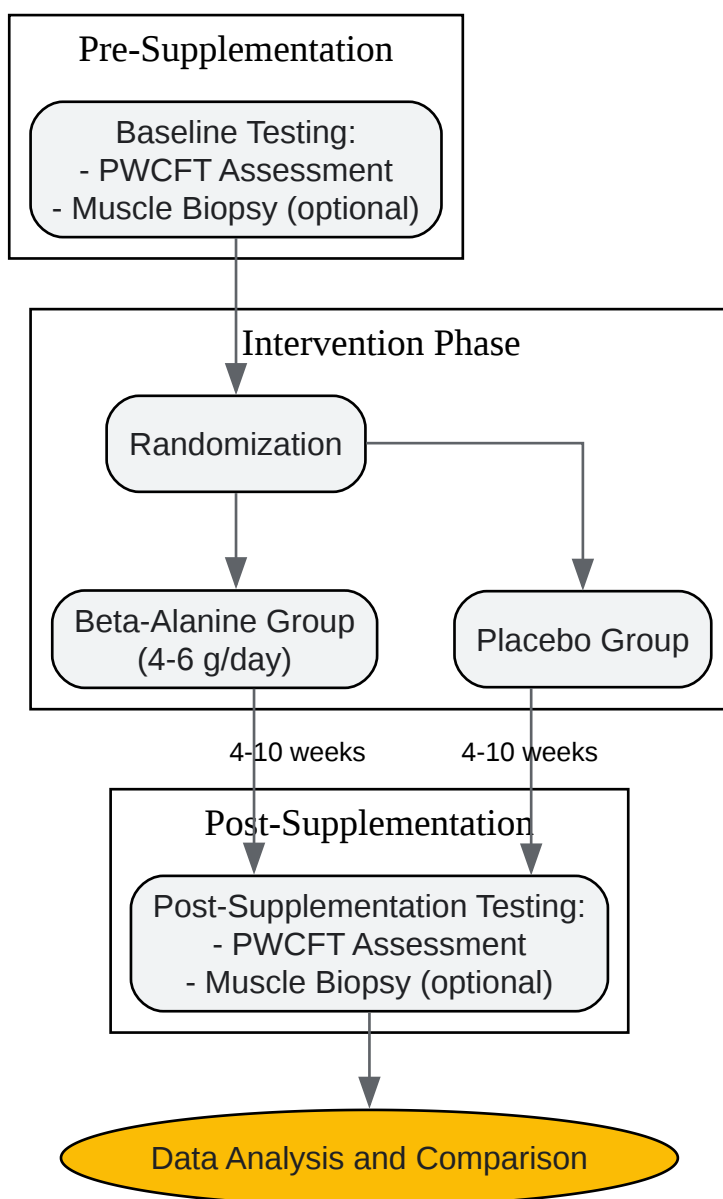 Pre-Supplementation
Baseline Testing:
- PWCFT Assessment
- Muscle Biopsy (optional)
Intervention Phase
Randomization
Beta-Alanine Group
(4-6 g/day)
Placebo Group
4-10 weeks
4-10 weeks
Post-Supplementation
Post-Supplementation Testing:
- PWCFT Assessment
- Muscle Biopsy (optional)
Data Analysis and Comparison